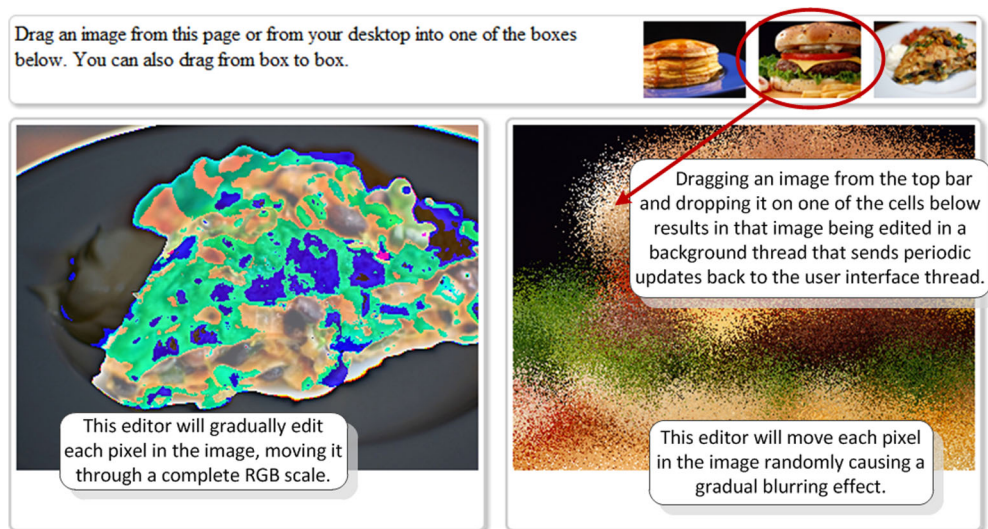 Drag an image from this page or from your desktop into one of the boxes
below. You can also drag from box to box.
Dragging an image from the top bar
and dropping it on one of the cells below
results in that image being edited in a
background thread that sends periodic
updates back to the user interface thread.
This editor will gradually edit
each pixel in the image, moving it
through a complete RGB scale.
This editor will move each pixel
in the image randomly causing a
gradual blurring effect.